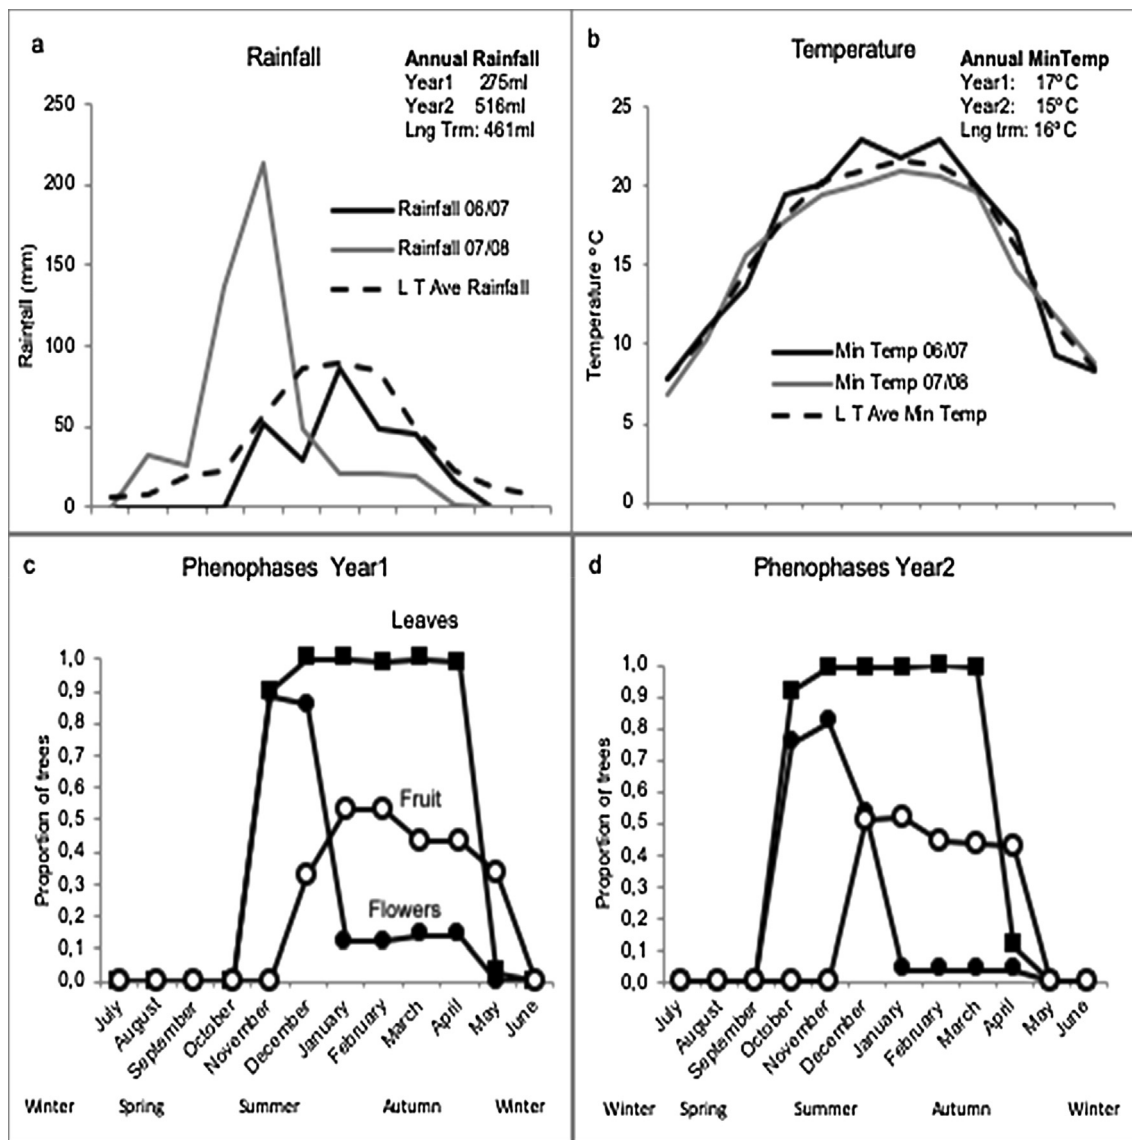 a
Rainfall
Annual Rainfall
Year1 275ml
Year2 516ml
Lng Trm: 461ml
Rainfall (mm)
250
200
150
100
50
0
Rainfall 06/07
Rainfall 07/08
L T Ave Rainfall
b
Temperature
Annual MinTemp
Year1: 17ºC
Year2: 15ºC
Lng trm: 16ºC
Temperature ºC
25
20
15
10
5
0
Min Temp 06/07
Min Temp 07/08
L T Ave Min Temp
c
Phenophases Year1
Leaves
Fruit
Flowers
Proportion of trees
1,0
0,9
0,8
0,7
0,6
0,5
0,4
0,3
0,2
0,1
0,0
July
August
September
October
November
December
January
February
March
April
May
June
Winter Spring Summer Autumn Winter
d
Phenophases Year2
Proportion of trees
1,0
0,9
0,8
0,7
0,6
0,5
0,4
0,3
0,2
0,1
0,0
July
August
September
October
November
December
January
February
March
April
May
June
Winter Spring Summer Autumn Winter